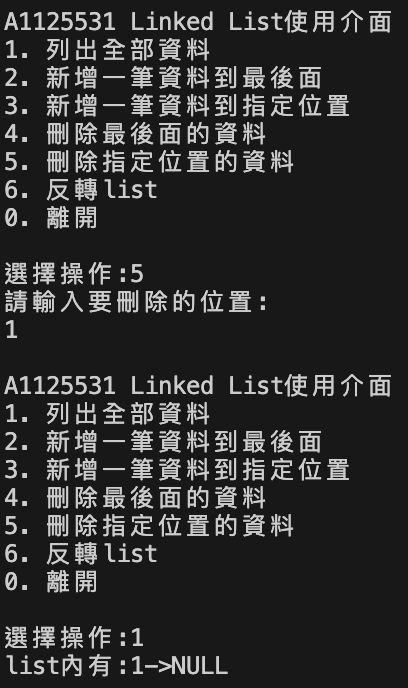 A1125531 Linked List使用介面
1. 列出全部資料
2. 新增一筆資料到最後面
3. 新增一筆資料到指定位置
4. 刪除最後面的資料
5. 刪除指定位置的資料
6. 反轉list
0. 離開
選擇操作:5
請輸入要刪除的位置:
1
A1125531 Linked List使用介面
1. 列出全部資料
2. 新增一筆資料到最後面
3. 新增一筆資料到指定位置
4. 刪除最後面的資料
5. 刪除指定位置的資料
6. 反轉list
0. 離開
選擇操作:1
list內有:1->NULL